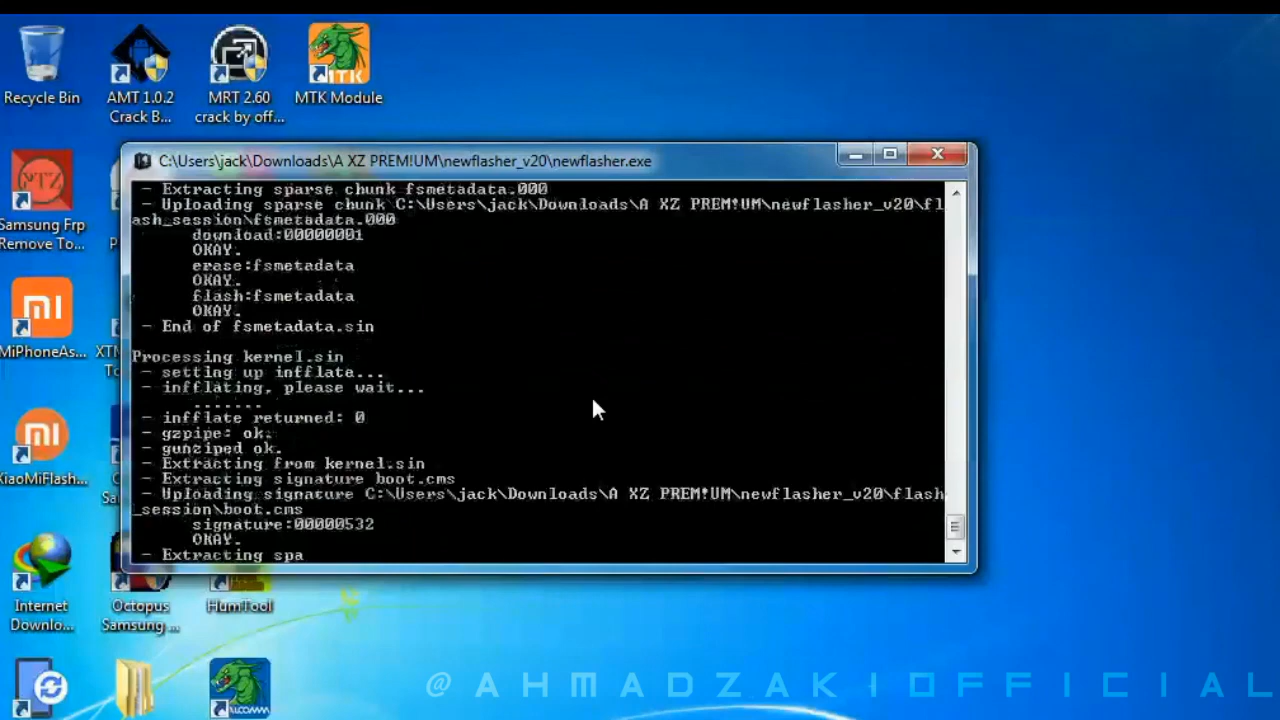 Recycle Bin
AMT 1.0.2
Crack B...
MRT 2.60
crack by off...
MTK
MTK Module
Samsung Frp
Remove To...
MiPhoneAs...
XiaoMiFlash...
Internet
Downlo...
Octopus
Samsung ...
HumTool
C:\Users\jack\Downloads\A XZ PREM!UM\newflasher_v20\newflasher.exe
- Extracting sparse chunk fsmetadata.000
- Uploading sparse chunk C:\Users\jack\Downloads\A XZ PREM!UM\newflasher_v20\fl
ash_session\fsmetadata.000
download:00000001
OKAY.
erase:fsmetadata
OKAY.
flash:fsmetadata
OKAY.
- End of fsmetadata.sin
Processing kernel.sin
- setting up infflate...
- infflating, please wait...
.......
- infflate returned: 0
- gzpipe: ok.
- gunziped ok.
- Extracting from kernel.sin
- Extracting signature boot.cms
- Uploading signature C:\Users\jack\Downloads\A XZ PREM!UM\newflasher_v20\flash
_session\boot.cms
signature:00000532
OKAY.
- Extracting spa
@AHMADZAKIOFFICIAL